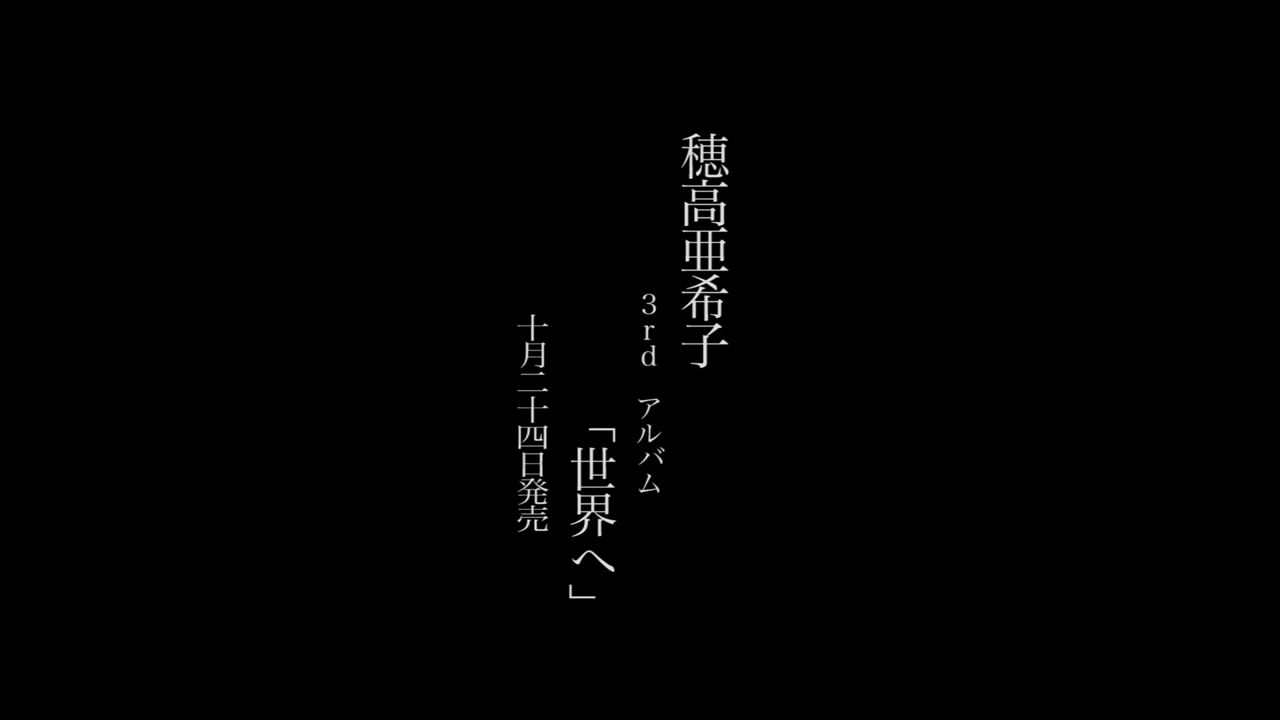 穂高亜希子
3rd アルバム
「世界へ」
十月二十四日発売